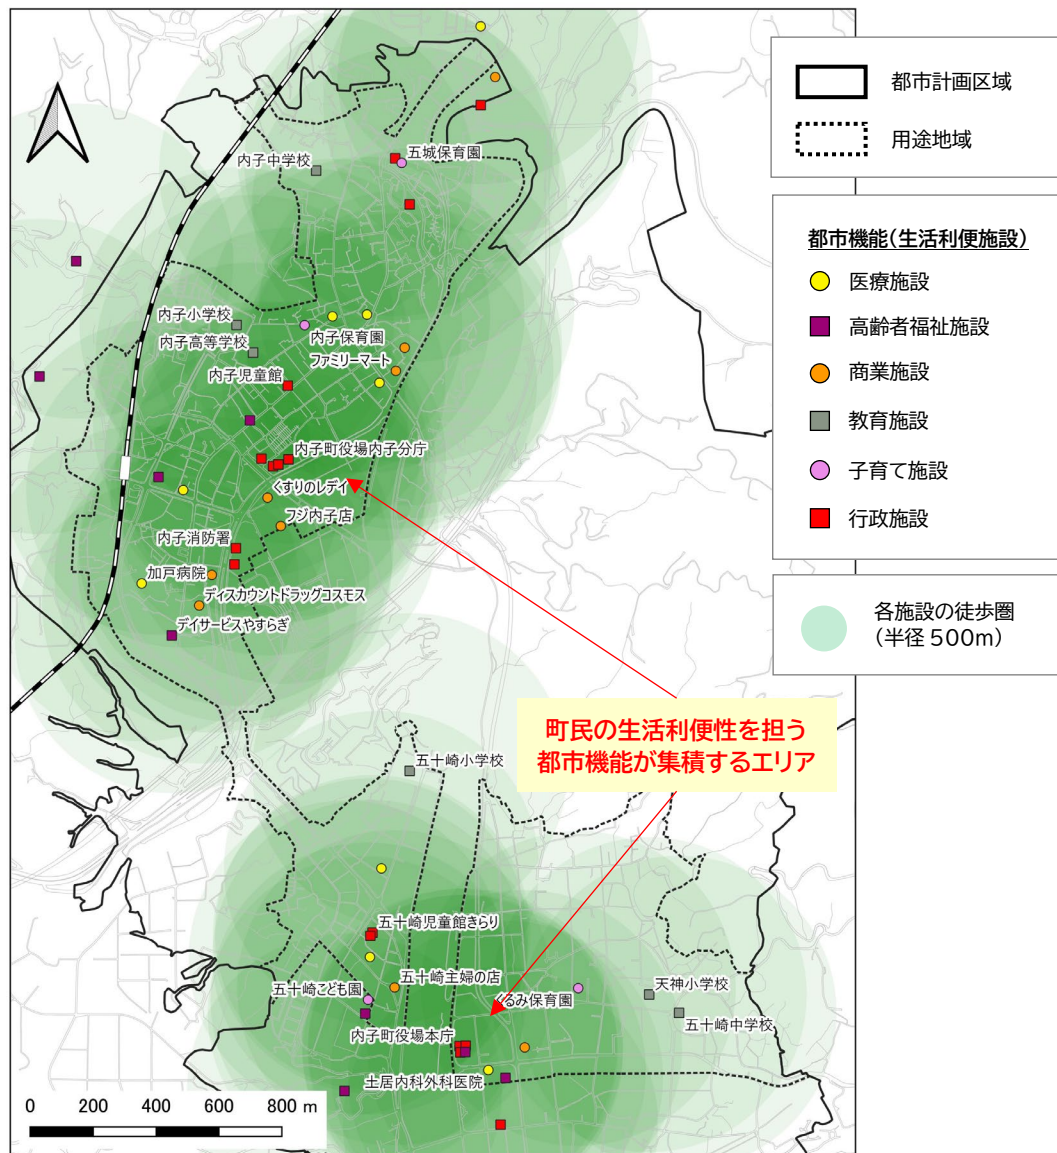 都市計画区域
用途地域
都市機能(生活利便施設)
医療施設
高齢者福祉施設
商業施設
教育施設
子育て施設
行政施設
各施設の徒歩圏
(半径500m)
五城保育園
内子中学校
内子小学校
内子保育園
内子高等学校
ファミリーマート
内子児童館
内子町役場内子分庁
くすりのレデイ
フジ内子店
内子消防署
加戸病院
ディスカウントドラッグコスモス
デイサービスやすらぎ
町民の生活利便性を担う
都市機能が集積するエリア
五十崎小学校
五十崎児童館きらり
五十崎主婦の店
五十崎こども園
くるみ保育園
天神小学校
五十崎中学校
内子町役場本庁
土居内科外科医院
0 200 400 600 800 m